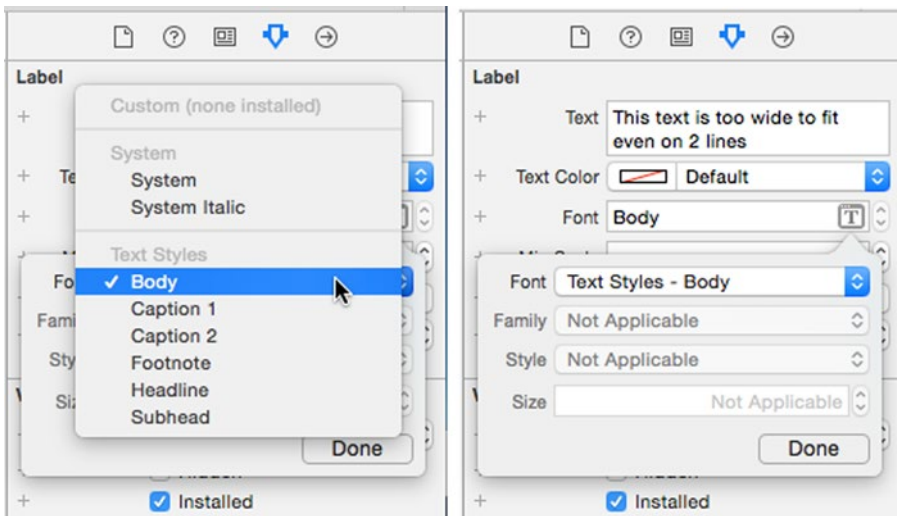 Label
Custom (none installed)
System
System
System Italic
Text Styles
Body
Caption 1
Caption 2
Footnote
Headline
Subhead
Done
Installed
Label
Text
This text is too wide to fit
even on 2 lines
Text Color
Default
Font
Body
Font
Text Styles - Body
Family
Not Applicable
Style
Not Applicable
Size
Not Applicable
Done
Installed